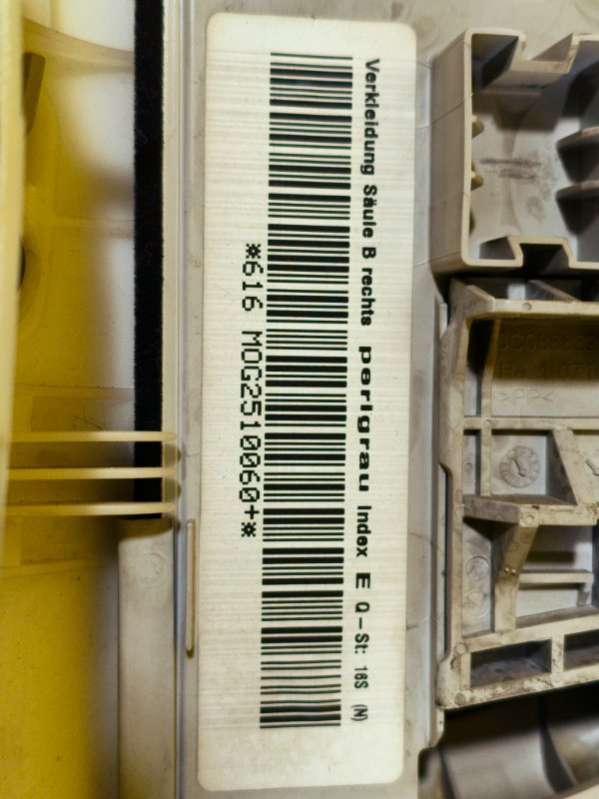 Verkleidung Säule B rechts perlgrau Index E Q-St: 16S (N)
*616 MOG2510060+*